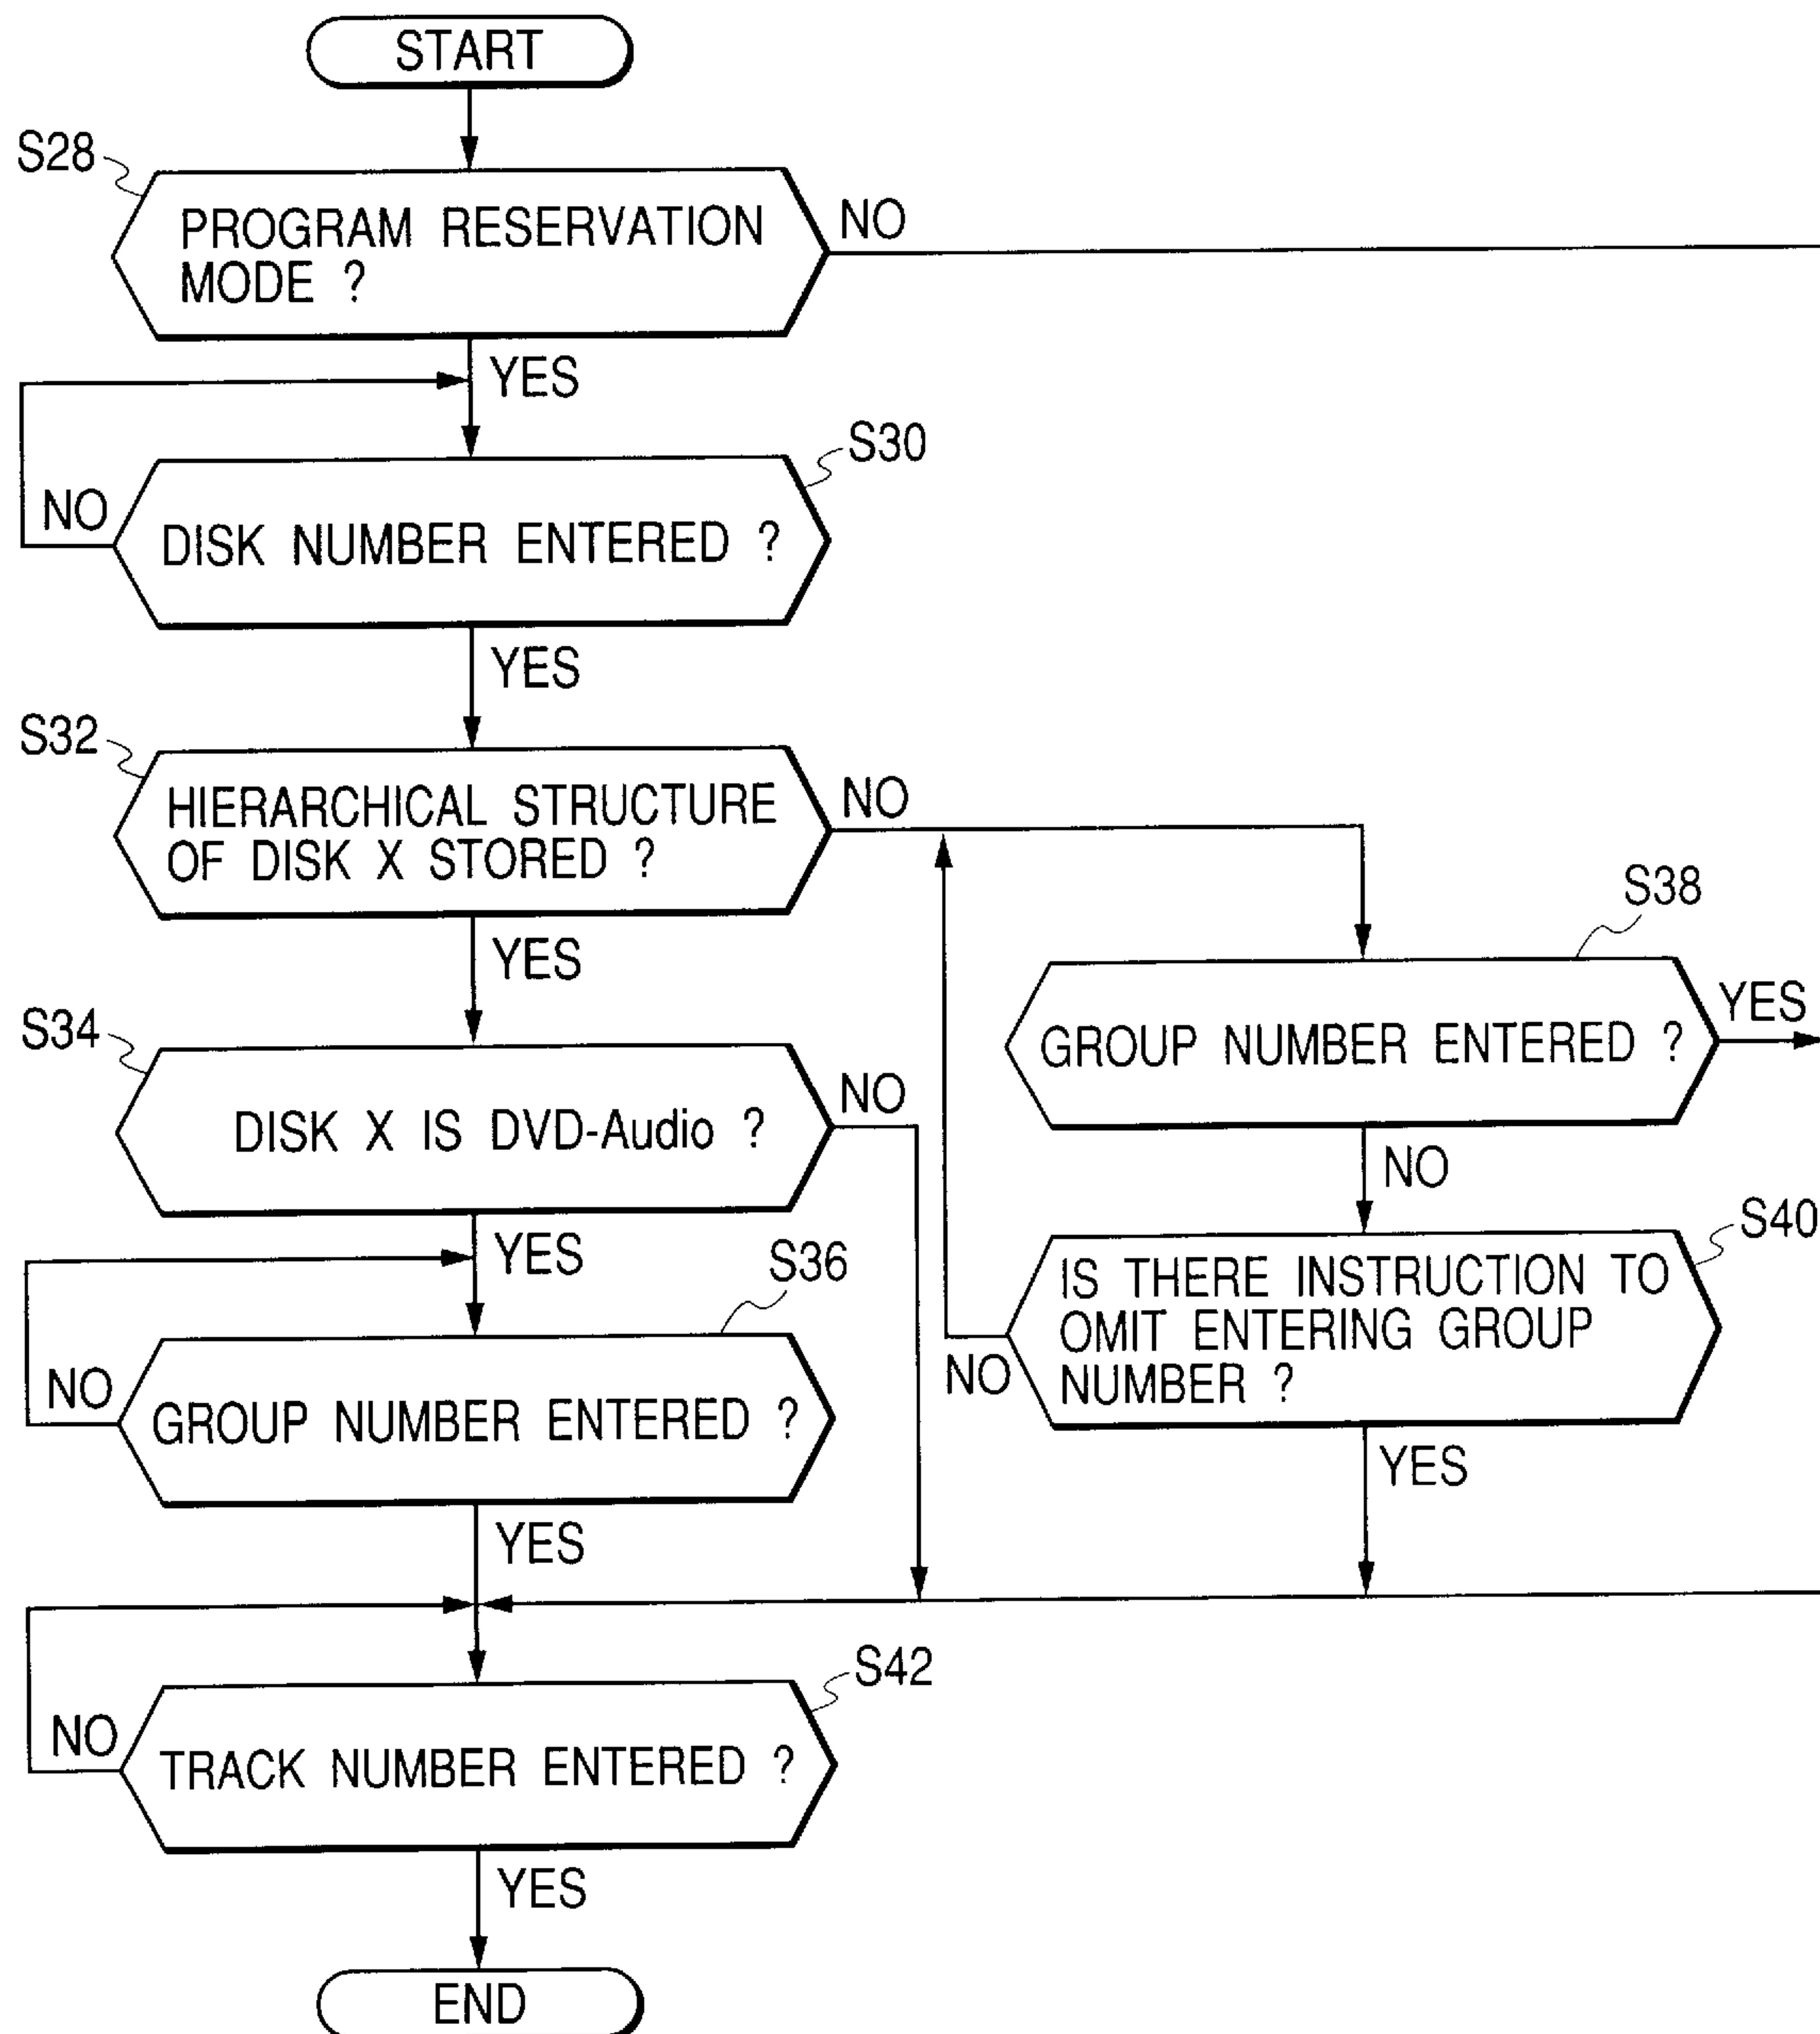 START
S28
PROGRAM RESERVATION
MODE ?
NO
YES
S30
NO
DISK NUMBER ENTERED ?
YES
S32
HIERARCHICAL STRUCTURE
OF DISK X STORED ?
NO
YES
S38
GROUP NUMBER ENTERED ?
YES
NO
S34
DISK X IS DVD-Audio ?
NO
YES
S40
IS THERE INSTRUCTION TO
OMIT ENTERING GROUP
NUMBER ?
NO
YES
S36
NO
GROUP NUMBER ENTERED ?
YES
S42
NO
TRACK NUMBER ENTERED ?
YES
END